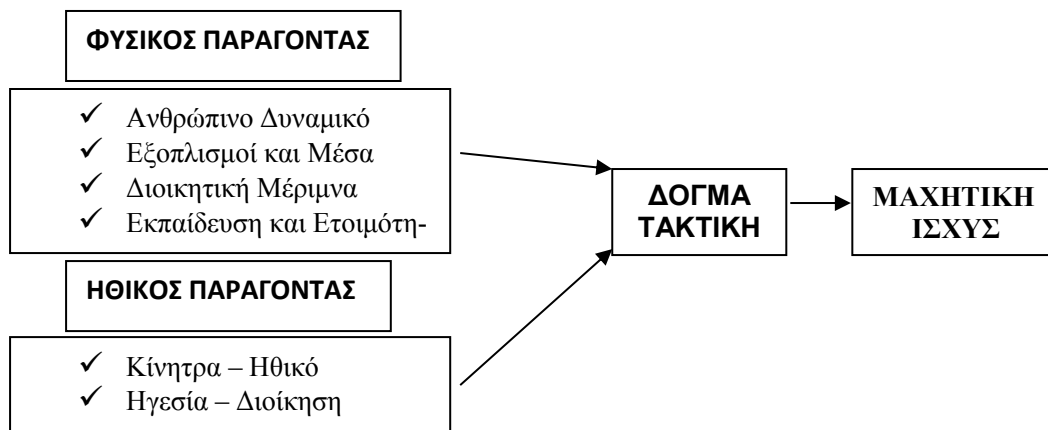 ΦΥΣΙΚΟΣ ΠΑΡΑΓΟΝΤΑΣ
✓ Ανθρώπινο Δυναμικό
✓ Εξοπλισμοί και Μέσα
✓ Διοικητική Μέριμνα
✓ Εκπαίδευση και Ετοιμότη-
ΗΘΙΚΟΣ ΠΑΡΑΓΟΝΤΑΣ
✓ Κίνητρα – Ηθικό
✓ Ηγεσία – Διοίκηση
ΔΟΓΜΑ
ΤΑΚΤΙΚΗ
ΜΑΧΗΤΙΚΗ
ΙΣΧΥΣ